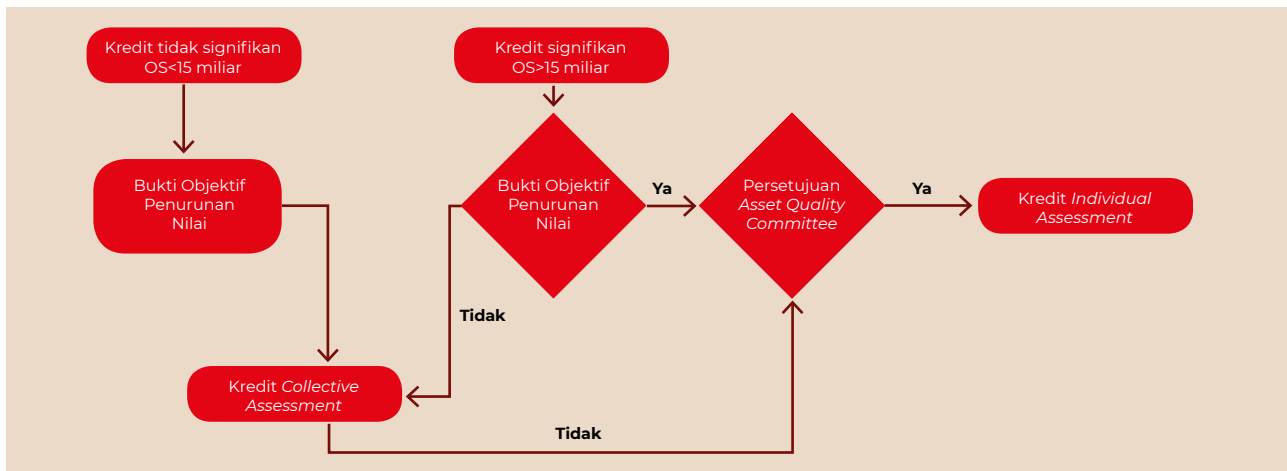 Kredit tidak signifikan
OS<15 miliar
Kredit signifikan
OS>15 miliar
Bukti Objektif
Penurunan
Nilai
Bukti Objektif
Penurunan
Nilai
Ya
Persetujuan
Asset Quality
Committee
Ya
Kredit Individual
Assessment
Tidak
Kredit Collective
Assessment
Tidak